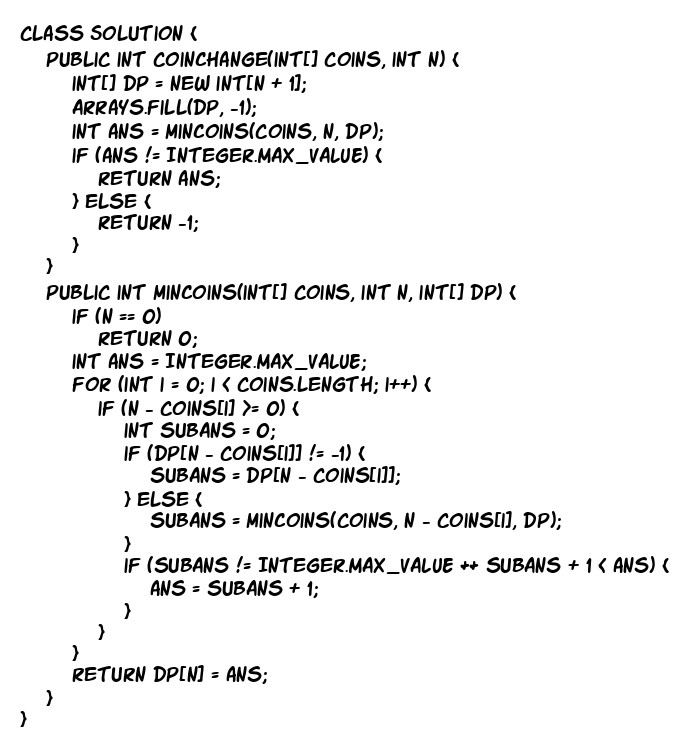 CLASS SOLUTION {
PUBLIC INT COINCHANGE(INT[] COINS, INT N) {
INT[] DP = NEW INT[N + 1];
ARRAYS.FILL(DP, -1);
INT ANS = MINCOINS(COINS, N, DP);
IF (ANS != INTEGER.MAX_VALUE) {
RETURN ANS;
} ELSE {
RETURN -1;
}
}
PUBLIC INT MINCOINS(INT[] COINS, INT N, INT[] DP) {
IF (N == 0)
RETURN 0;
INT ANS = INTEGER.MAX_VALUE;
FOR (INT I = 0; I < COINS.LENGTH; I++) {
IF (N - COINS[I] >= 0) {
INT SUBANS = 0;
IF (DP[N - COINS[I]] != -1) {
SUBANS = DP[N - COINS[I]];
} ELSE {
SUBANS = MINCOINS(COINS, N - COINS[I], DP);
}
IF (SUBANS != INTEGER.MAX_VALUE ++ SUBANS + 1 < ANS) {
ANS = SUBANS + 1;
}
}
}
RETURN DP[N] = ANS;
}
}